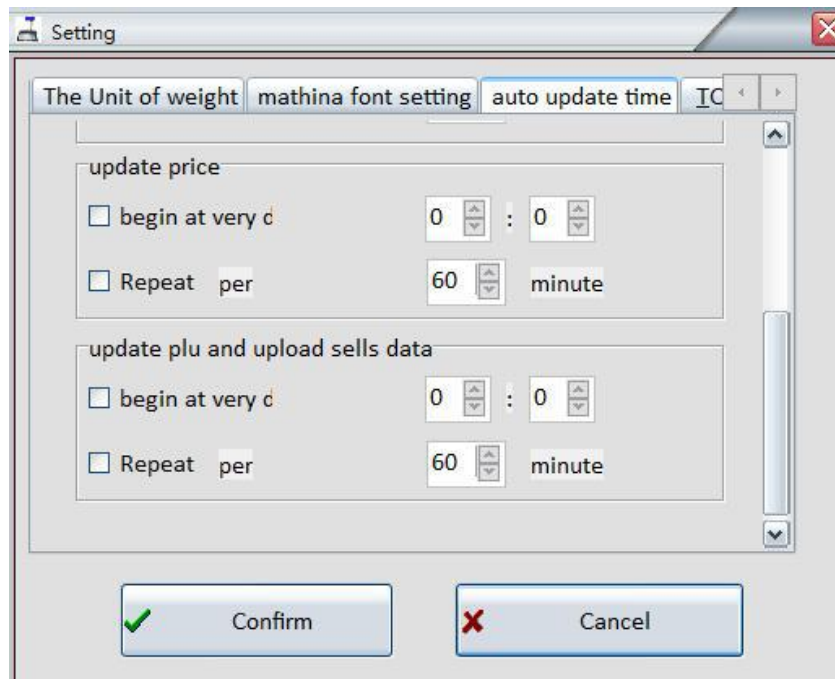 Setting
The Unit of weight mathina font setting auto update time TC
update price
begin at very d
0 : 0
Repeat per 60 minute
update plu and upload sells data
begin at very d
0 : 0
Repeat per 60 minute
Confirm Cancel